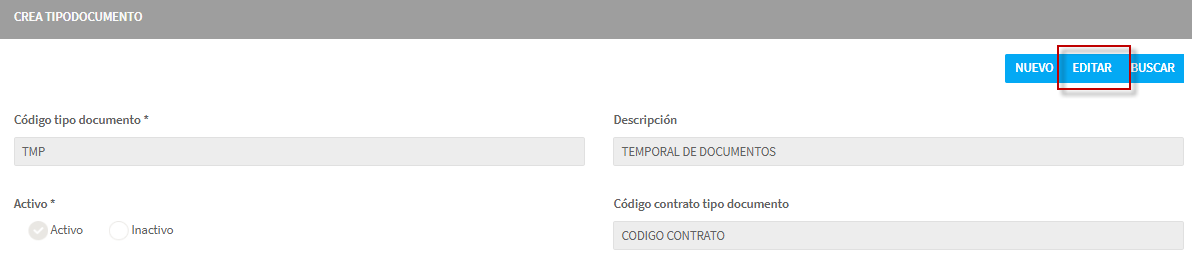 CREA TIPODOCUMENTO
NUEVO EDITAR BUSCAR
Código tipo documento * Descripción
TMP TEMPORAL DE DOCUMENTOS
Activo * Código contrato tipo documento
Activo Inactivo
CODIGO CONTRATO